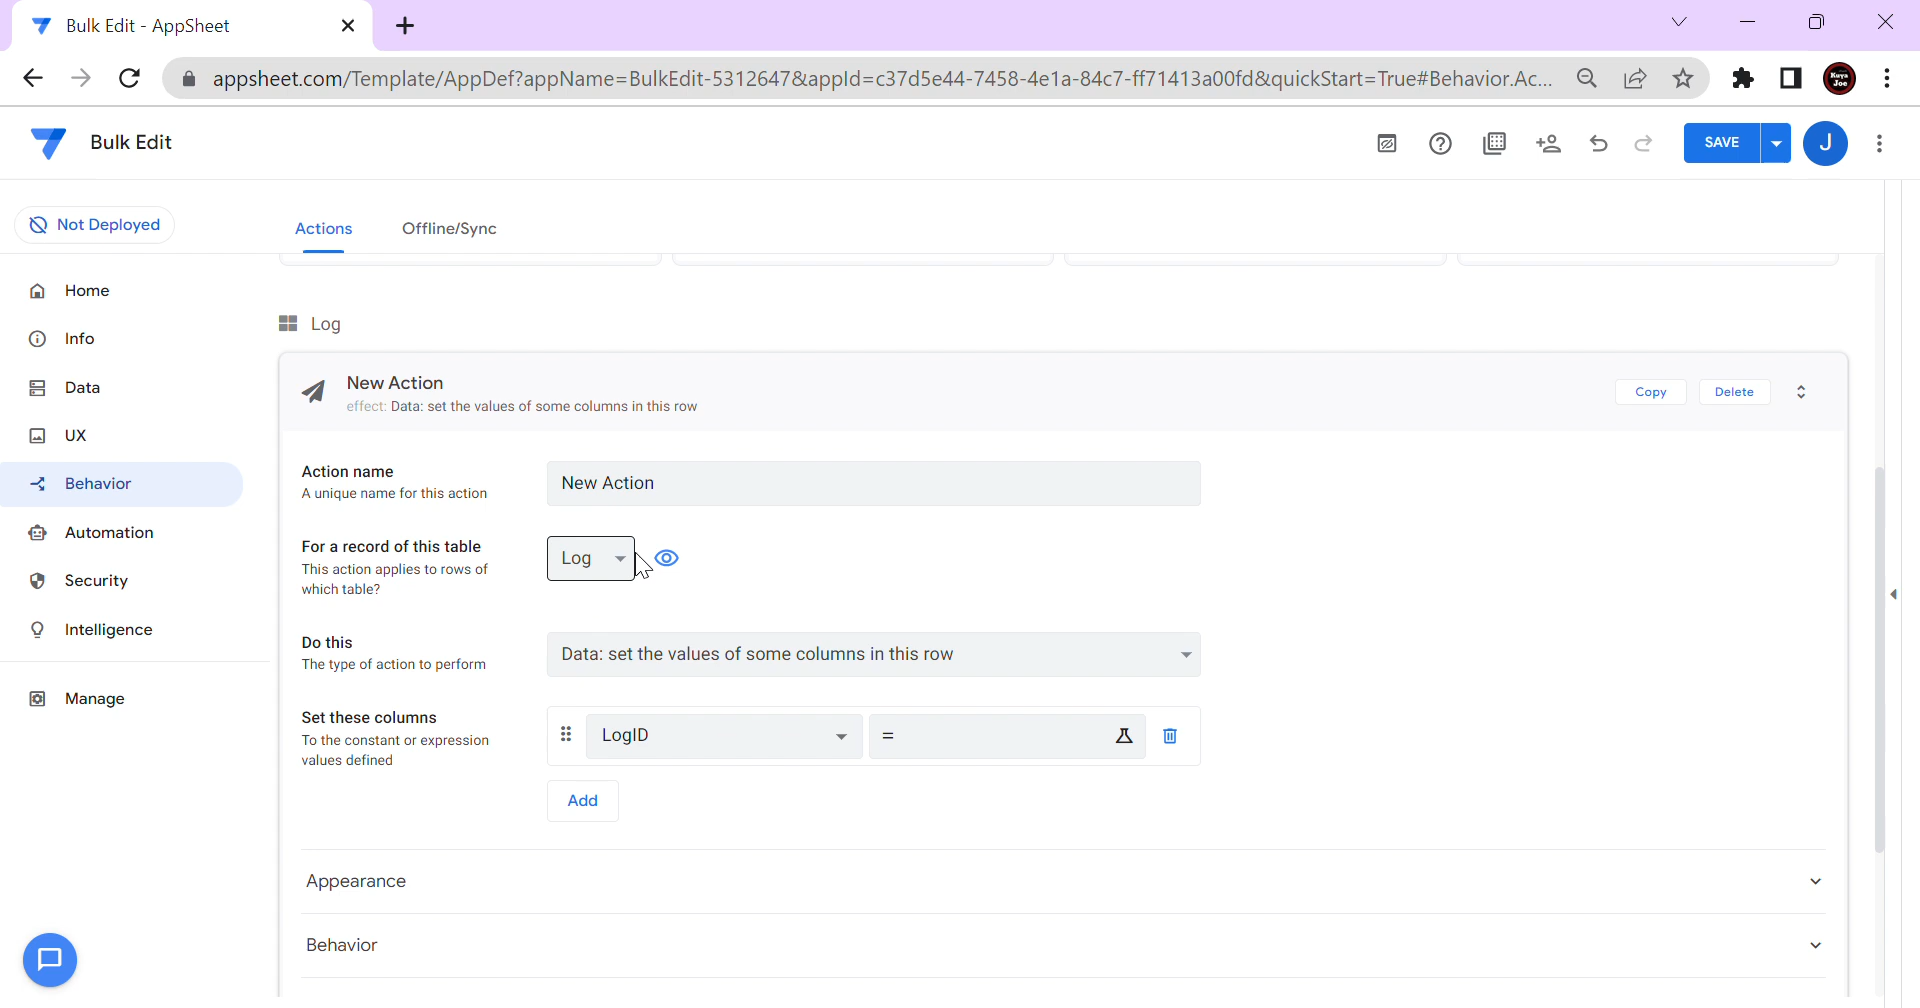 Bulk Edit - AppSheet
appsheet.com/Template/AppDef?appName=BulkEdit-5312647&appId=c37d5e44-7458-4e1a-84c7-ff71413a00fd&quickStart=True#Behavior.Ac...
Kuya
Joe
Bulk Edit
SAVE
J
Not Deployed
Actions
Offline/Sync
Home
Info
Data
UX
Behavior
Automation
Security
Intelligence
Manage
Log
New Action
effect: Data: set the values of some columns in this row
Copy
Delete
Action name
A unique name for this action
New Action
For a record of this table
This action applies to rows of
which table?
Log
Do this
The type of action to perform
Data: set the values of some columns in this row
Set these columns
To the constant or expression
values defined
LogID
=
Add
Appearance
Behavior